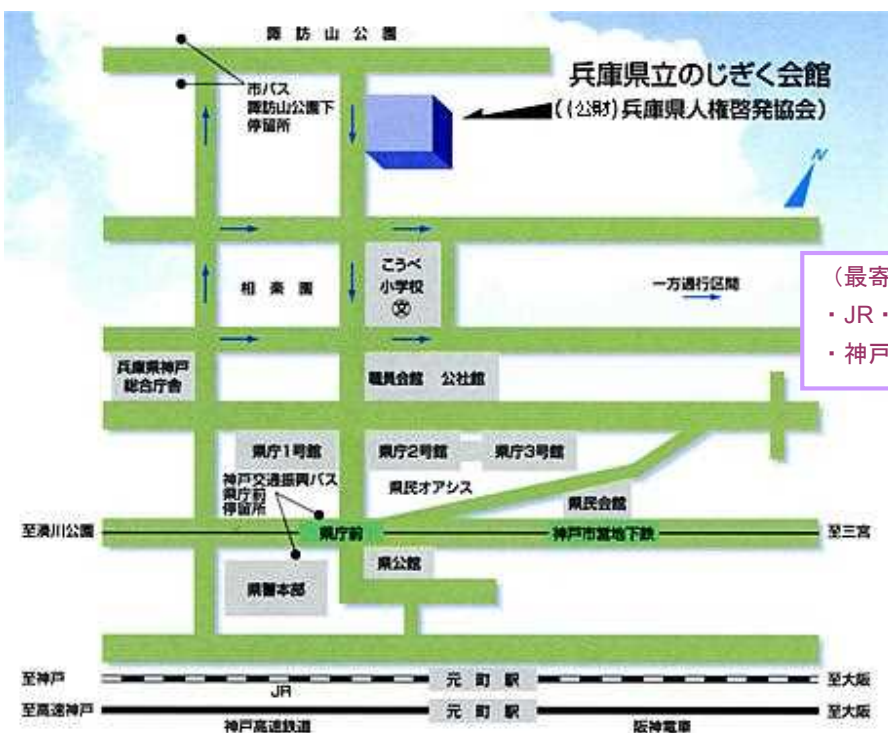 諏訪山公園
市バス
諏訪山公園下
停留所
兵庫県立のじぎく会館
((公財)兵庫県人権啓発協会)
N
相楽園
こうべ
小学校
文
一方通行区間
(最寄
・JR・
・神戸
兵庫県神戸
総合庁舎
職員会館 公社館
県庁1号館
県庁2号館
県庁3号館
神戸交通振興バス
県庁前
停留所
県民オアシス
県民会館
至湊川公園
県庁前
神戸市営地下鉄
至三宮
県公館
県警本部
至神戸
元町駅
至大阪
JR
至高速神戸
元町駅
至大阪
神戸高速鉄道
阪神電車